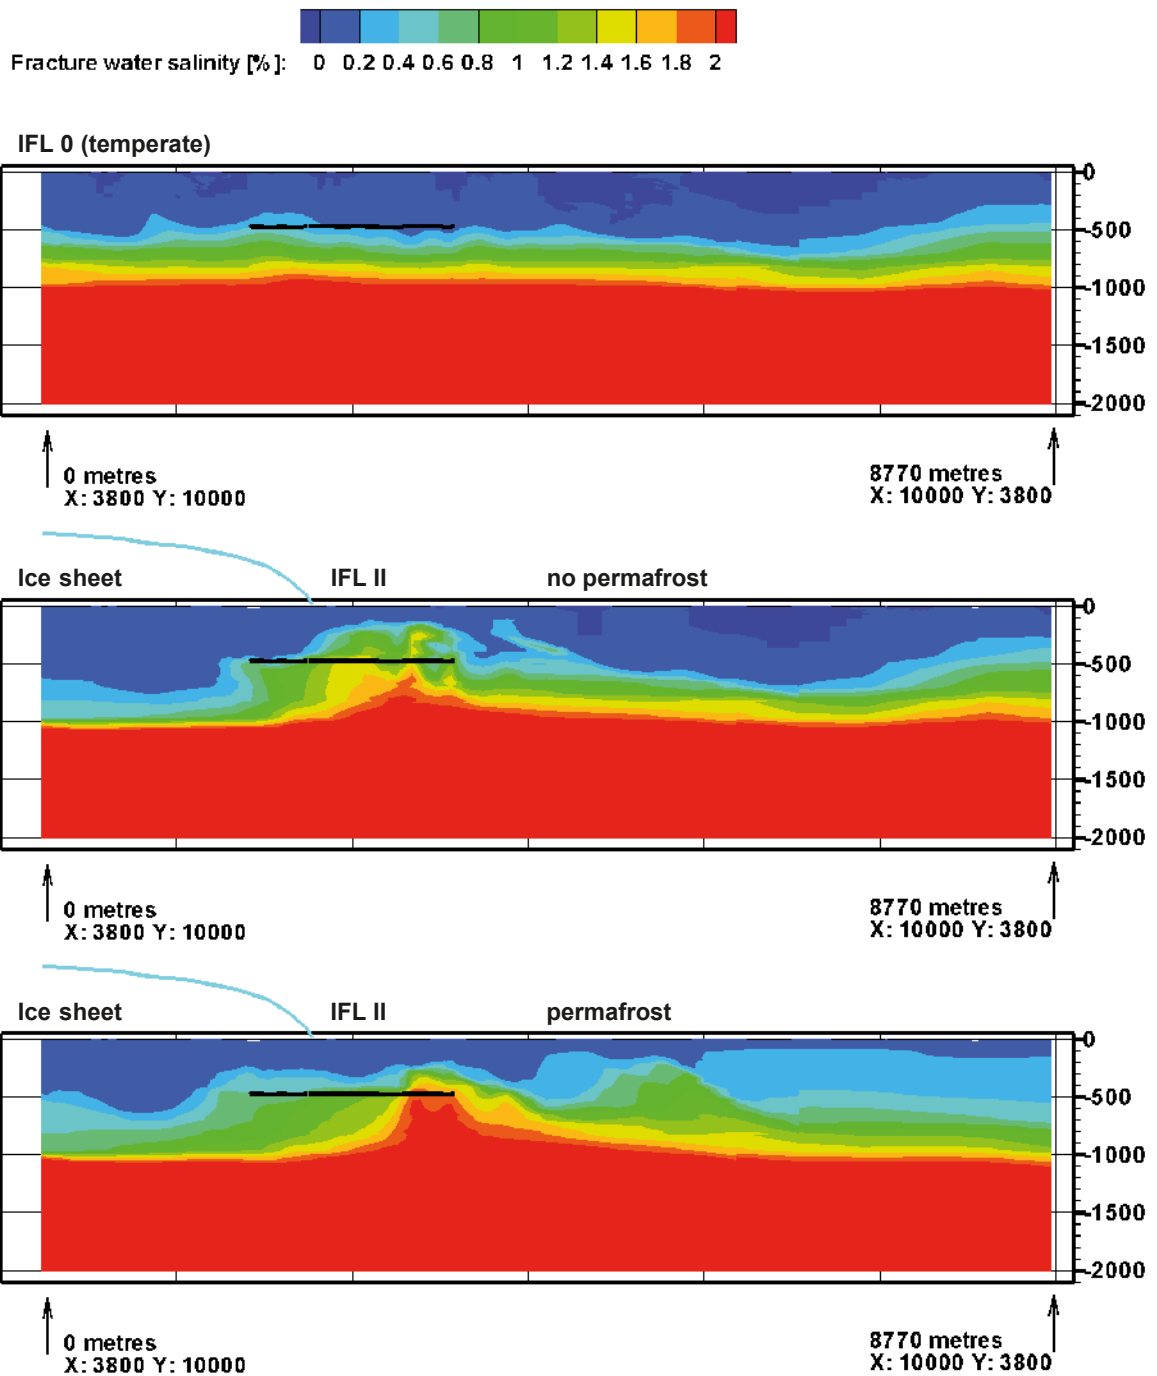 Fracture water salinity [%]: 0 0.2 0.4 0.6 0.8 1 1.2 1.4 1.6 1.8 2
IFL 0 (temperate)
0
-500
-1000
-1500
-2000
0 metres
X: 3800 Y: 10000
8770 metres
X: 10000 Y: 3800
Ice sheet IFL II no permafrost
0
-500
-1000
-1500
-2000
0 metres
X: 3800 Y: 10000
8770 metres
X: 10000 Y: 3800
Ice sheet IFL II permafrost
0
-500
-1000
-1500
-2000
0 metres
X: 3800 Y: 10000
8770 metres
X: 10000 Y: 3800